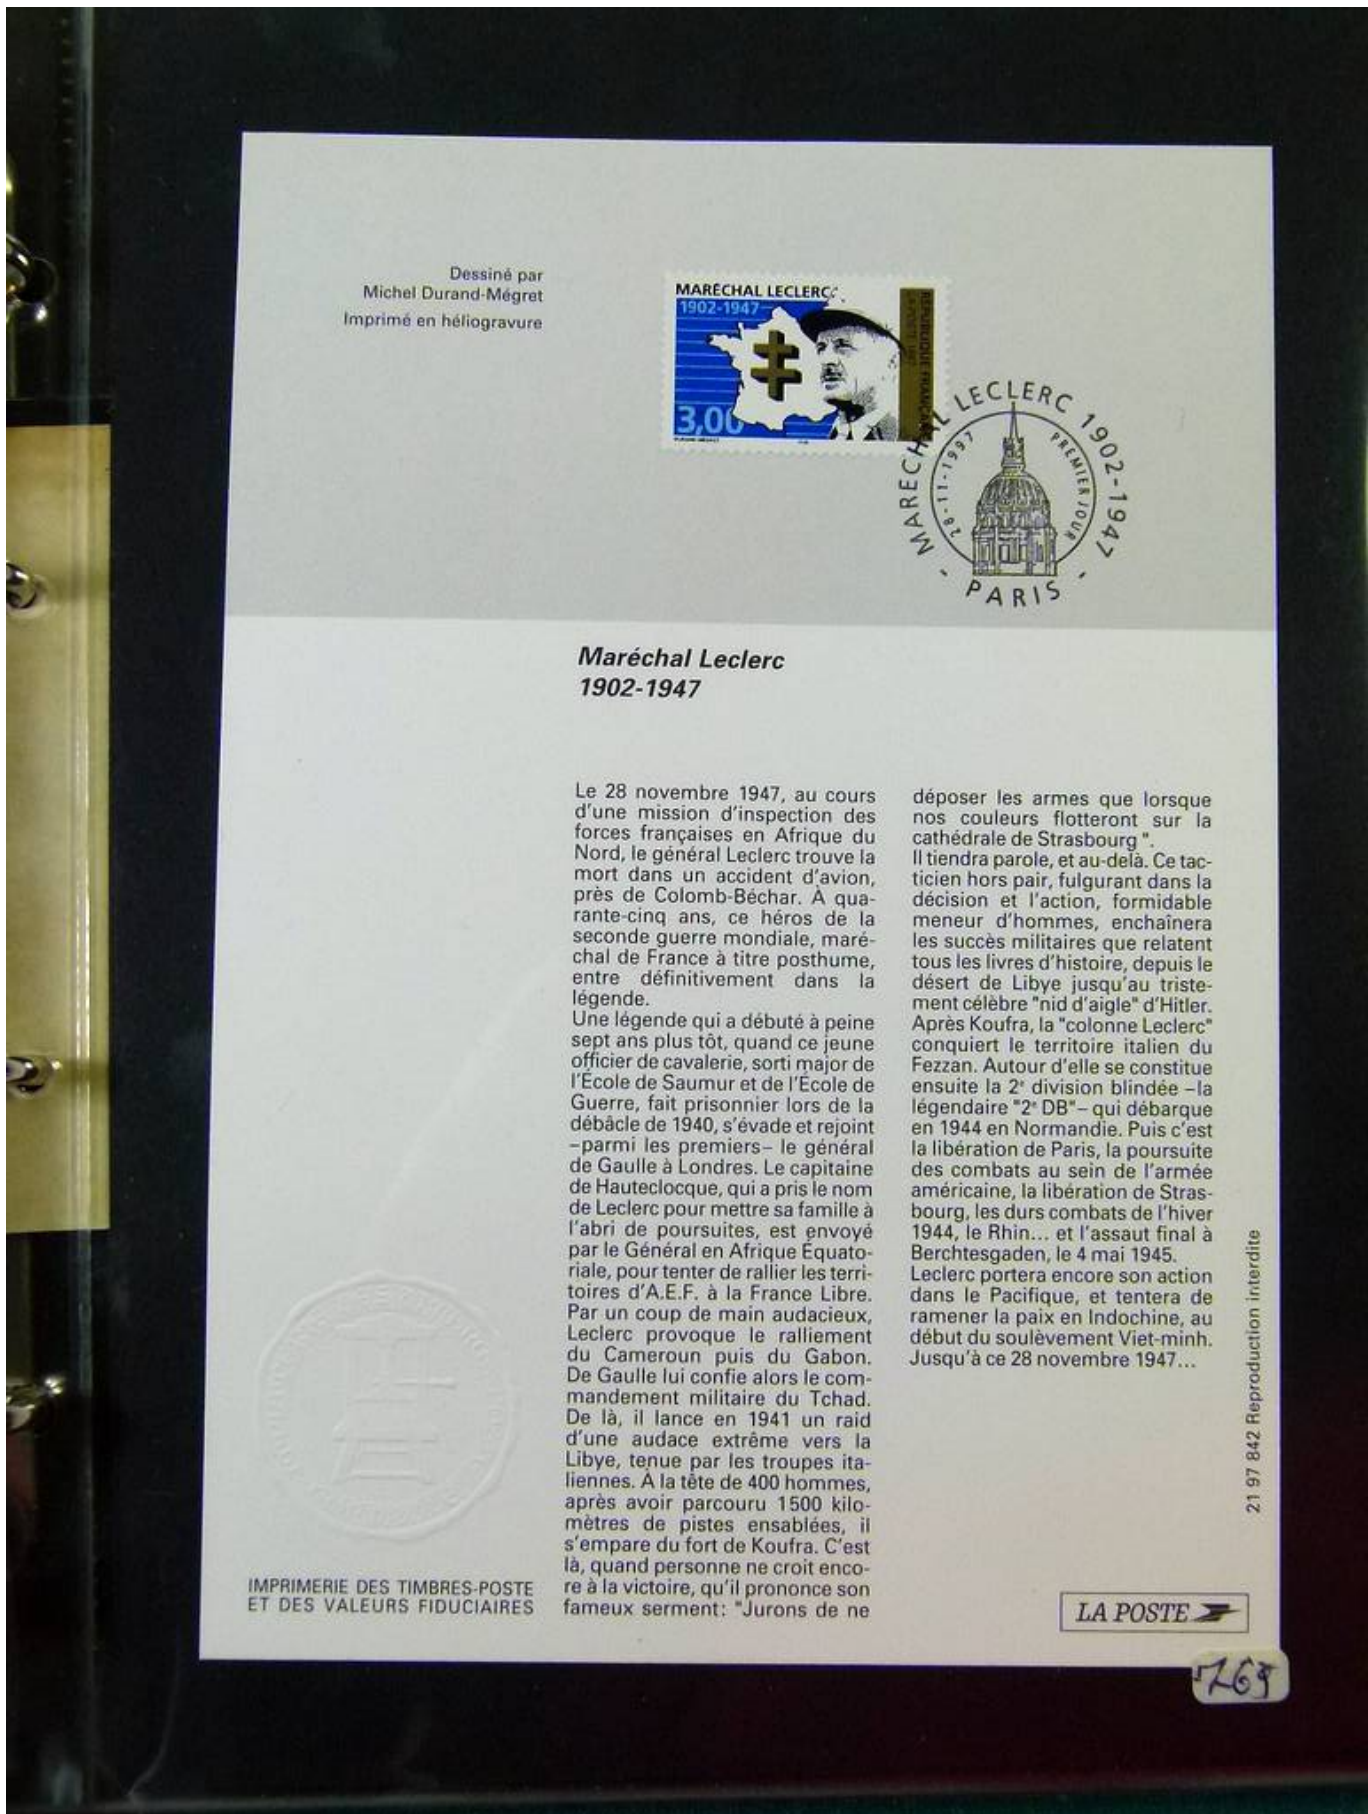 Dessiné par
Michel Durand-Mégret
Imprimé en héliogravure
MARÉCHAL LECLERC
1902-1947
3,00
MARECHAL LECLERC 1902-1947
28-11-1997
PREMIER JOUR
- PARIS -
Maréchal Leclerc
1902-1947
Le 28 novembre 1947, au cours
d'une mission d'inspection des
forces françaises en Afrique du
Nord, le général Leclerc trouve la
mort dans un accident d'avion,
près de Colomb-Béchar. À qua-
rante-cinq ans, ce héros de la
seconde guerre mondiale, maré-
chal de France à titre posthume,
entre définitivement dans la
légende.
Une légende qui a débuté à peine
sept ans plus tôt, quand ce jeune
officier de cavalerie, sorti major de
l'École de Saumur et de l'École de
Guerre, fait prisonnier lors de la
débâcle de 1940, s'évade et rejoint
–parmi les premiers– le général
de Gaulle à Londres. Le capitaine
de Hauteclocque, qui a pris le nom
de Leclerc pour mettre sa famille à
l'abri de poursuites, est envoyé
par le Général en Afrique Équato-
riale, pour tenter de rallier les terri-
toires d'A.E.F. à la France Libre.
Par un coup de main audacieux,
Leclerc provoque le ralliement
du Cameroun puis du Gabon.
De Gaulle lui confie alors le com-
mandement militaire du Tchad.
De là, il lance en 1941 un raid
d'une audace extrême vers la
Libye, tenue par les troupes ita-
liennes. À la tête de 400 hommes,
après avoir parcouru 1500 kilo-
mètres de pistes ensablées, il
s'empare du fort de Koufra. C'est
là, quand personne ne croit enco-
re à la victoire, qu'il prononce son
fameux serment: "Jurons de ne
déposer les armes que lorsque
nos couleurs flotteront sur la
cathédrale de Strasbourg ".
Il tiendra parole, et au-delà. Ce tac-
ticien hors pair, fulgurant dans la
décision et l'action, formidable
meneur d'hommes, enchaînera
les succès militaires que relatent
tous les livres d'histoire, depuis le
désert de Libye jusqu'au triste-
ment célèbre "nid d'aigle" d'Hitler.
Après Koufra, la "colonne Leclerc"
conquiert le territoire italien du
Fezzan. Autour d'elle se constitue
ensuite la 2e division blindée –la
légendaire "2e DB"– qui débarque
en 1944 en Normandie. Puis c'est
la libération de Paris, la poursuite
des combats au sein de l'armée
américaine, la libération de Stras-
bourg, les durs combats de l'hiver
1944, le Rhin... et l'assaut final à
Berchtesgaden, le 4 mai 1945.
Leclerc portera encore son action
dans le Pacifique, et tentera de
ramener la paix en Indochine, au
début du soulèvement Viet-minh.
Jusqu'à ce 28 novembre 1947...
21 97 842 Reproduction interdite
IMPRIMERIE DES TIMBRES-POSTE
ET DES VALEURS FIDUCIAIRES
LA POSTE